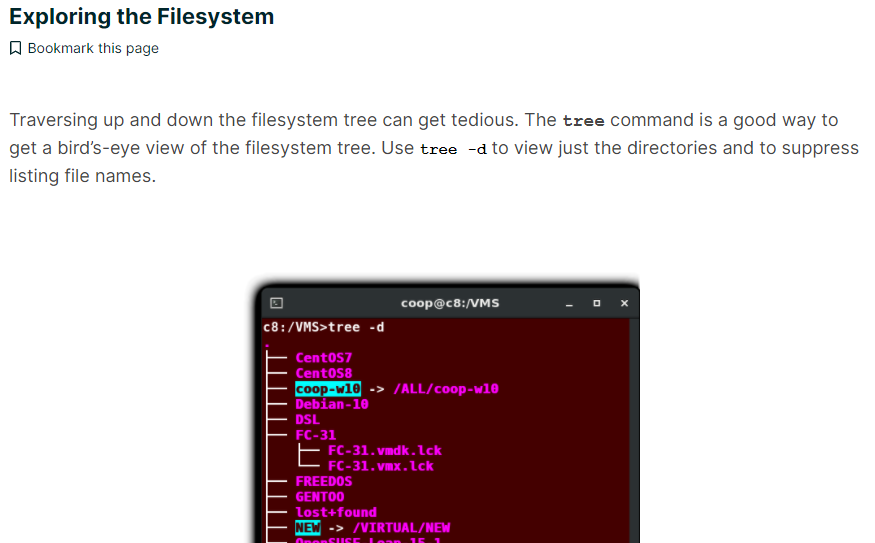 Exploring the Filesystem
Bookmark this page
Traversing up and down the filesystem tree can get tedious. The tree command is a good way to
get a bird’s-eye view of the filesystem tree. Use tree -d to view just the directories and to suppress
listing file names.
coop@c8:/VMS
c8:/VMS>tree -d
.
CentOS7
CentOS8
coop-w10 -> /ALL/coop-w10
Debian-10
DSL
FC-31
FC-31.vmdk.lck
FC-31.vmx.lck
FREEDOS
GENTOO
lost+found
NEW -> /VIRTUAL/NEW
OpenSUSE-Leap-15.1